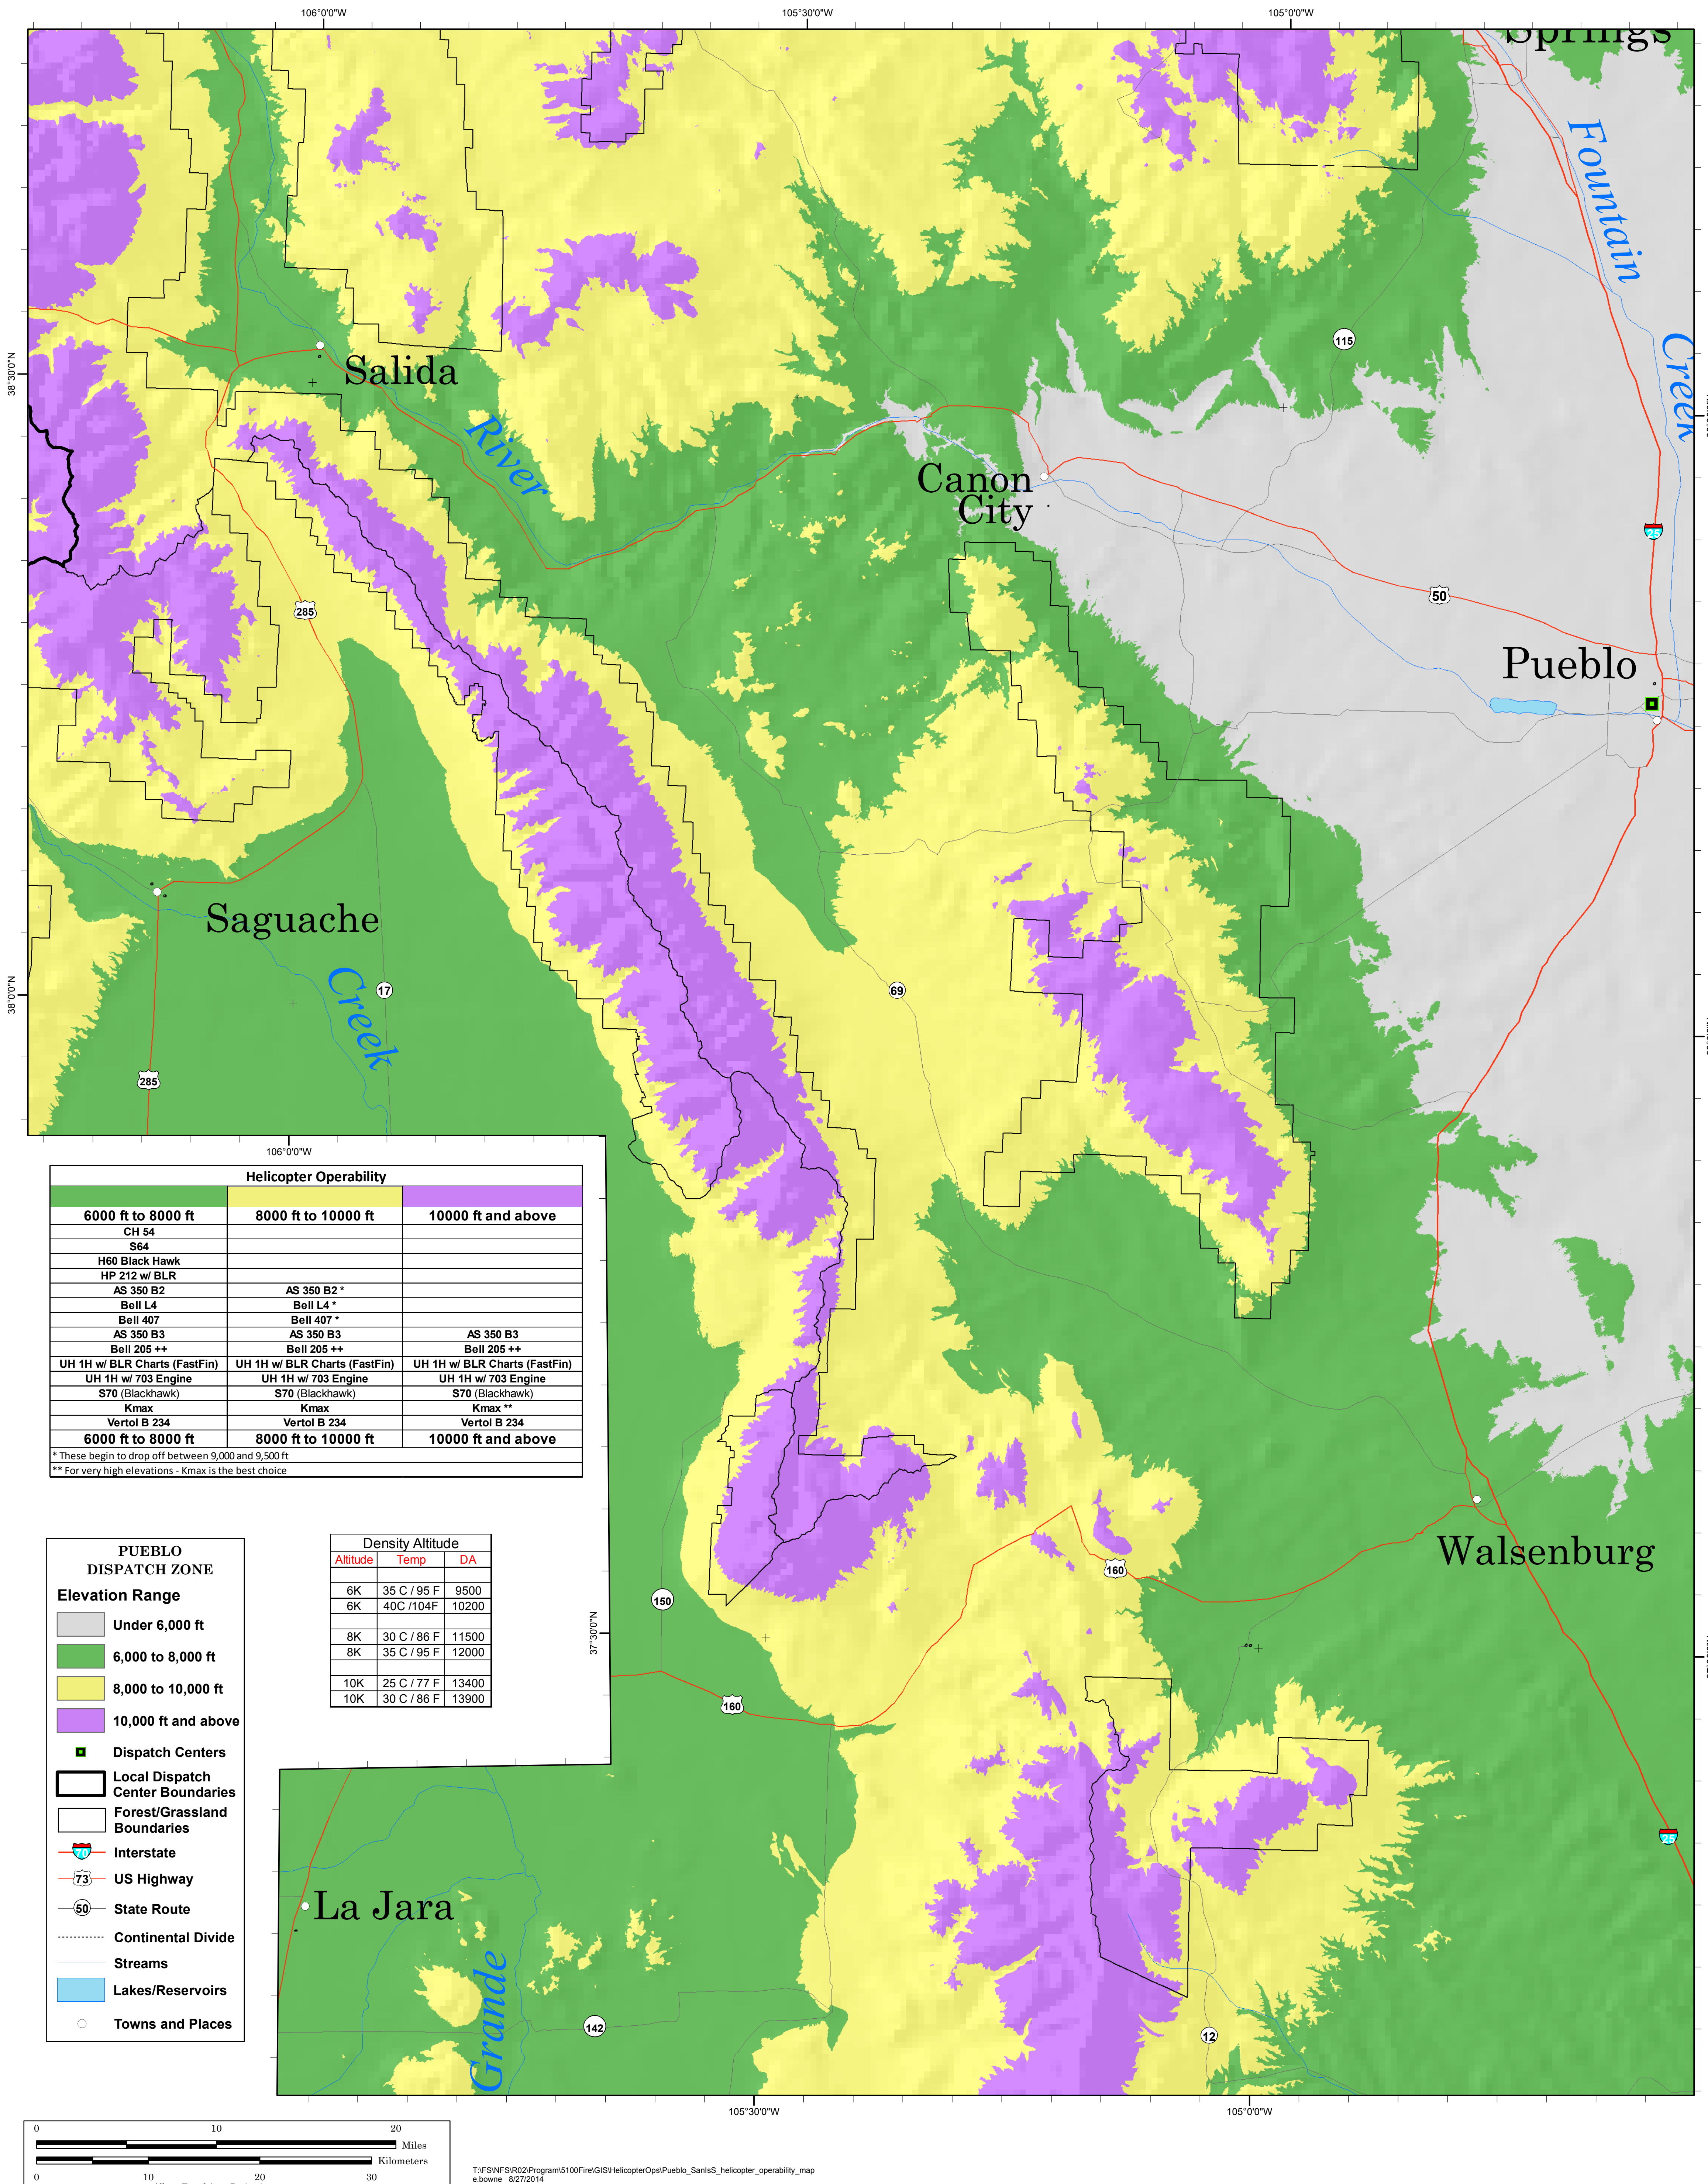 106°0'0"W
105°30'0"W
105°0'0"W
Springs
Fountain
Creek
115
38°30'0"N
Salida
River
Canon
City
25
285
50
Pueblo
Saguache
Creek
17
69
38°0'0"N
285
106°0'0"W
Helicopter Operability
6000 ft to 8000 ft 8000 ft to 10000 ft 10000 ft and above
CH 54
S64
H60 Black Hawk
HP 212 w/ BLR
AS 350 B2 AS 350 B2 *
Bell L4 Bell L4 *
Bell 407 Bell 407 *
AS 350 B3 AS 350 B3 AS 350 B3
Bell 205 ++ Bell 205 ++ Bell 205 ++
UH 1H w/ BLR Charts (FastFin) UH 1H w/ BLR Charts (FastFin) UH 1H w/ BLR Charts (FastFin)
UH 1H w/ 703 Engine UH 1H w/ 703 Engine UH 1H w/ 703 Engine
S70 (Blackhawk) S70 (Blackhawk) S70 (Blackhawk)
Kmax Kmax Kmax **
Vertol B 234 Vertol B 234 Vertol B 234
6000 ft to 8000 ft 8000 ft to 10000 ft 10000 ft and above
* These begin to drop off between 9,000 and 9,500 ft
** For very high elevations - Kmax is the best choice
Walsenburg
160
150
37°30'0"N
160
Density Altitude
Altitude Temp DA
6K 35 C / 95 F 9500
6K 40C /104F 10200
8K 30 C / 86 F 11500
8K 35 C / 95 F 12000
10K 25 C / 77 F 13400
10K 30 C / 86 F 13900
PUEBLO
DISPATCH ZONE
Elevation Range
Under 6,000 ft
6,000 to 8,000 ft
8,000 to 10,000 ft
10,000 ft and above
Dispatch Centers
Local Dispatch
Center Boundaries
Forest/Grassland
Boundaries
70 Interstate
73 US Highway
50 State Route
Continental Divide
Streams
Lakes/Reservoirs
Towns and Places
25
La Jara
Grande
142
12
105°30'0"W
105°0'0"W
0 10 20
Miles
Kilometers
0 10 20 30
T:\FS\NFS\R02\Program\5100Fire\GIS\HelicopterOps\Pueblo_SanIsS_helicopter_operability_map
e.bowne 8/27/2014